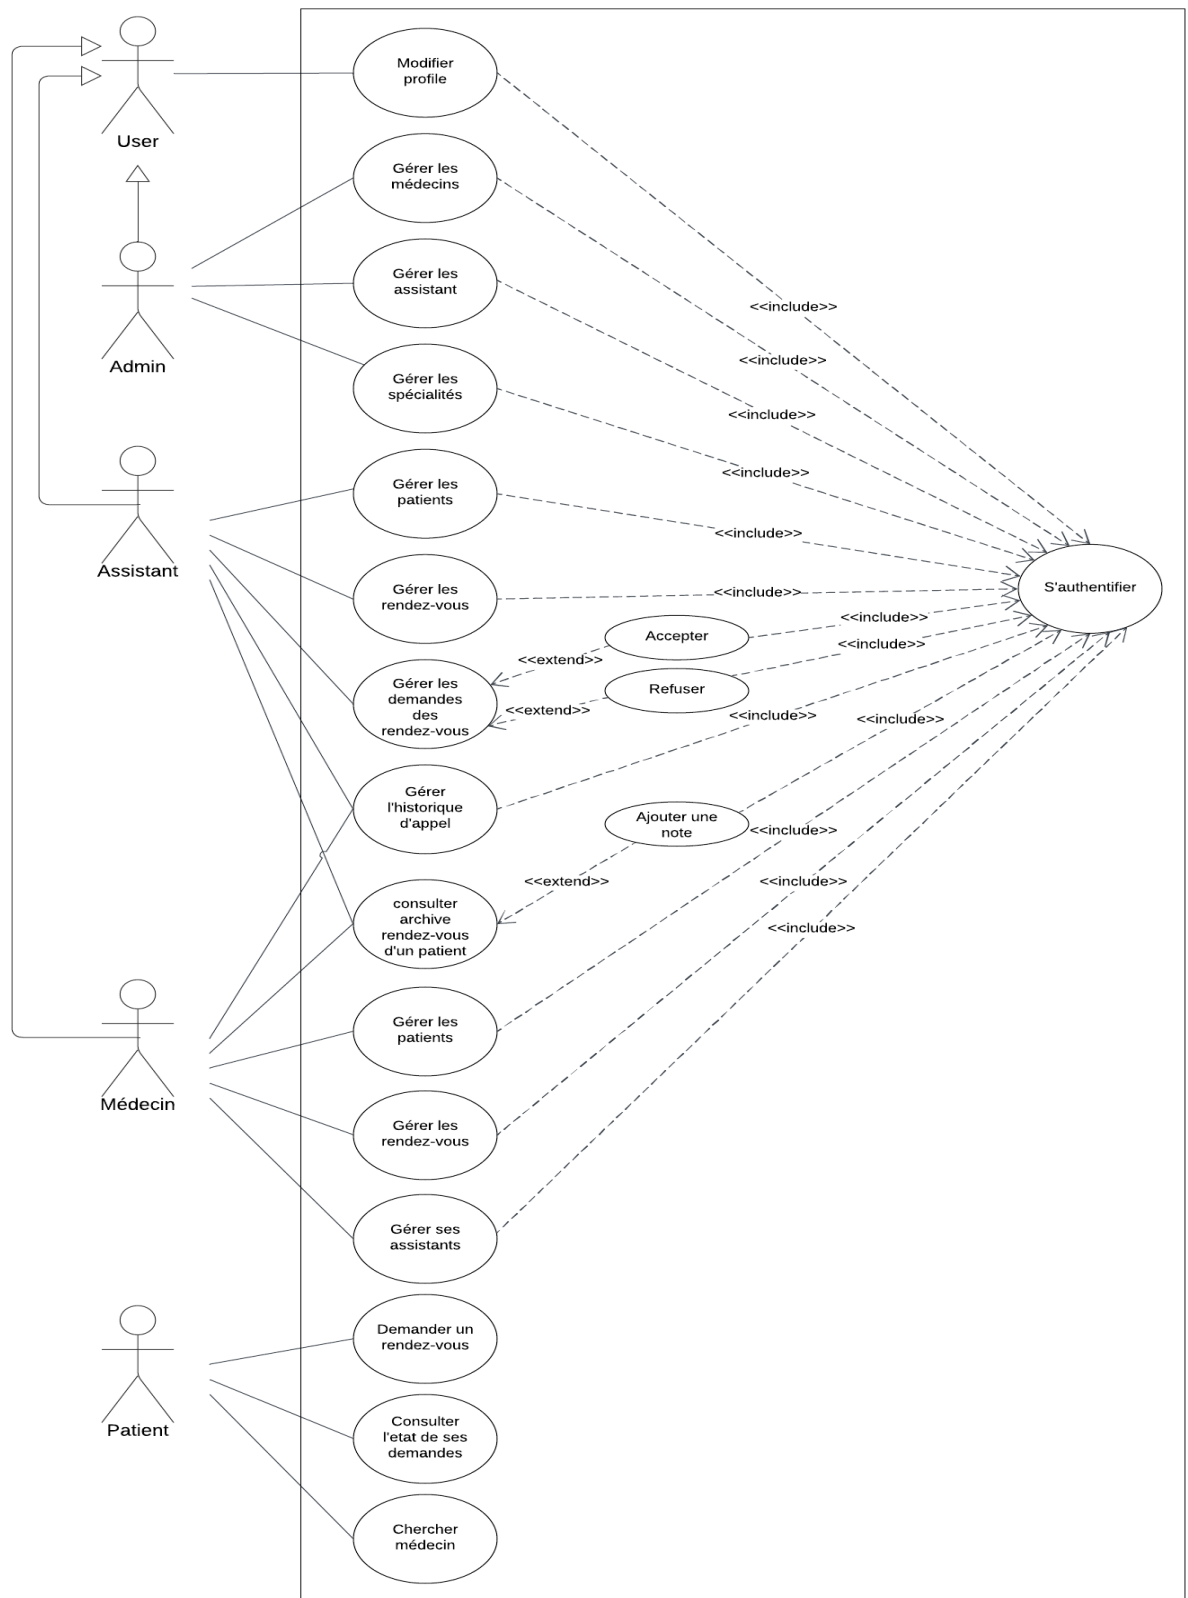 Modifier
profile
User
Gérer les
médecins
Gérer les
assistant
<<include>>
<<include>>
Admin
Gérer les
spécialités
<<include>>
<<include>>
Gérer les
patients
<<include>>
Assistant
Gérer les
rendez-vous
<<include>>
S'authentifier
Accepter
<<include>>
<<extend>>
<<include>>
Gérer les
demandes
des
rendez-vous
Refuser
<<extend>>
<<include>>
<<include>>
Gérer
l'historique
d'appel
Ajouter une
note
<<include>>
<<extend>>
<<include>>
consulter
archive
rendez-vous
d'un patient
<<include>>
Gérer les
patients
Médecin
Gérer les
rendez-vous
Gérer ses
assistants
Demander un
rendez-vous
Patient
Consulter
l'etat de ses
demandes
Chercher
médecin